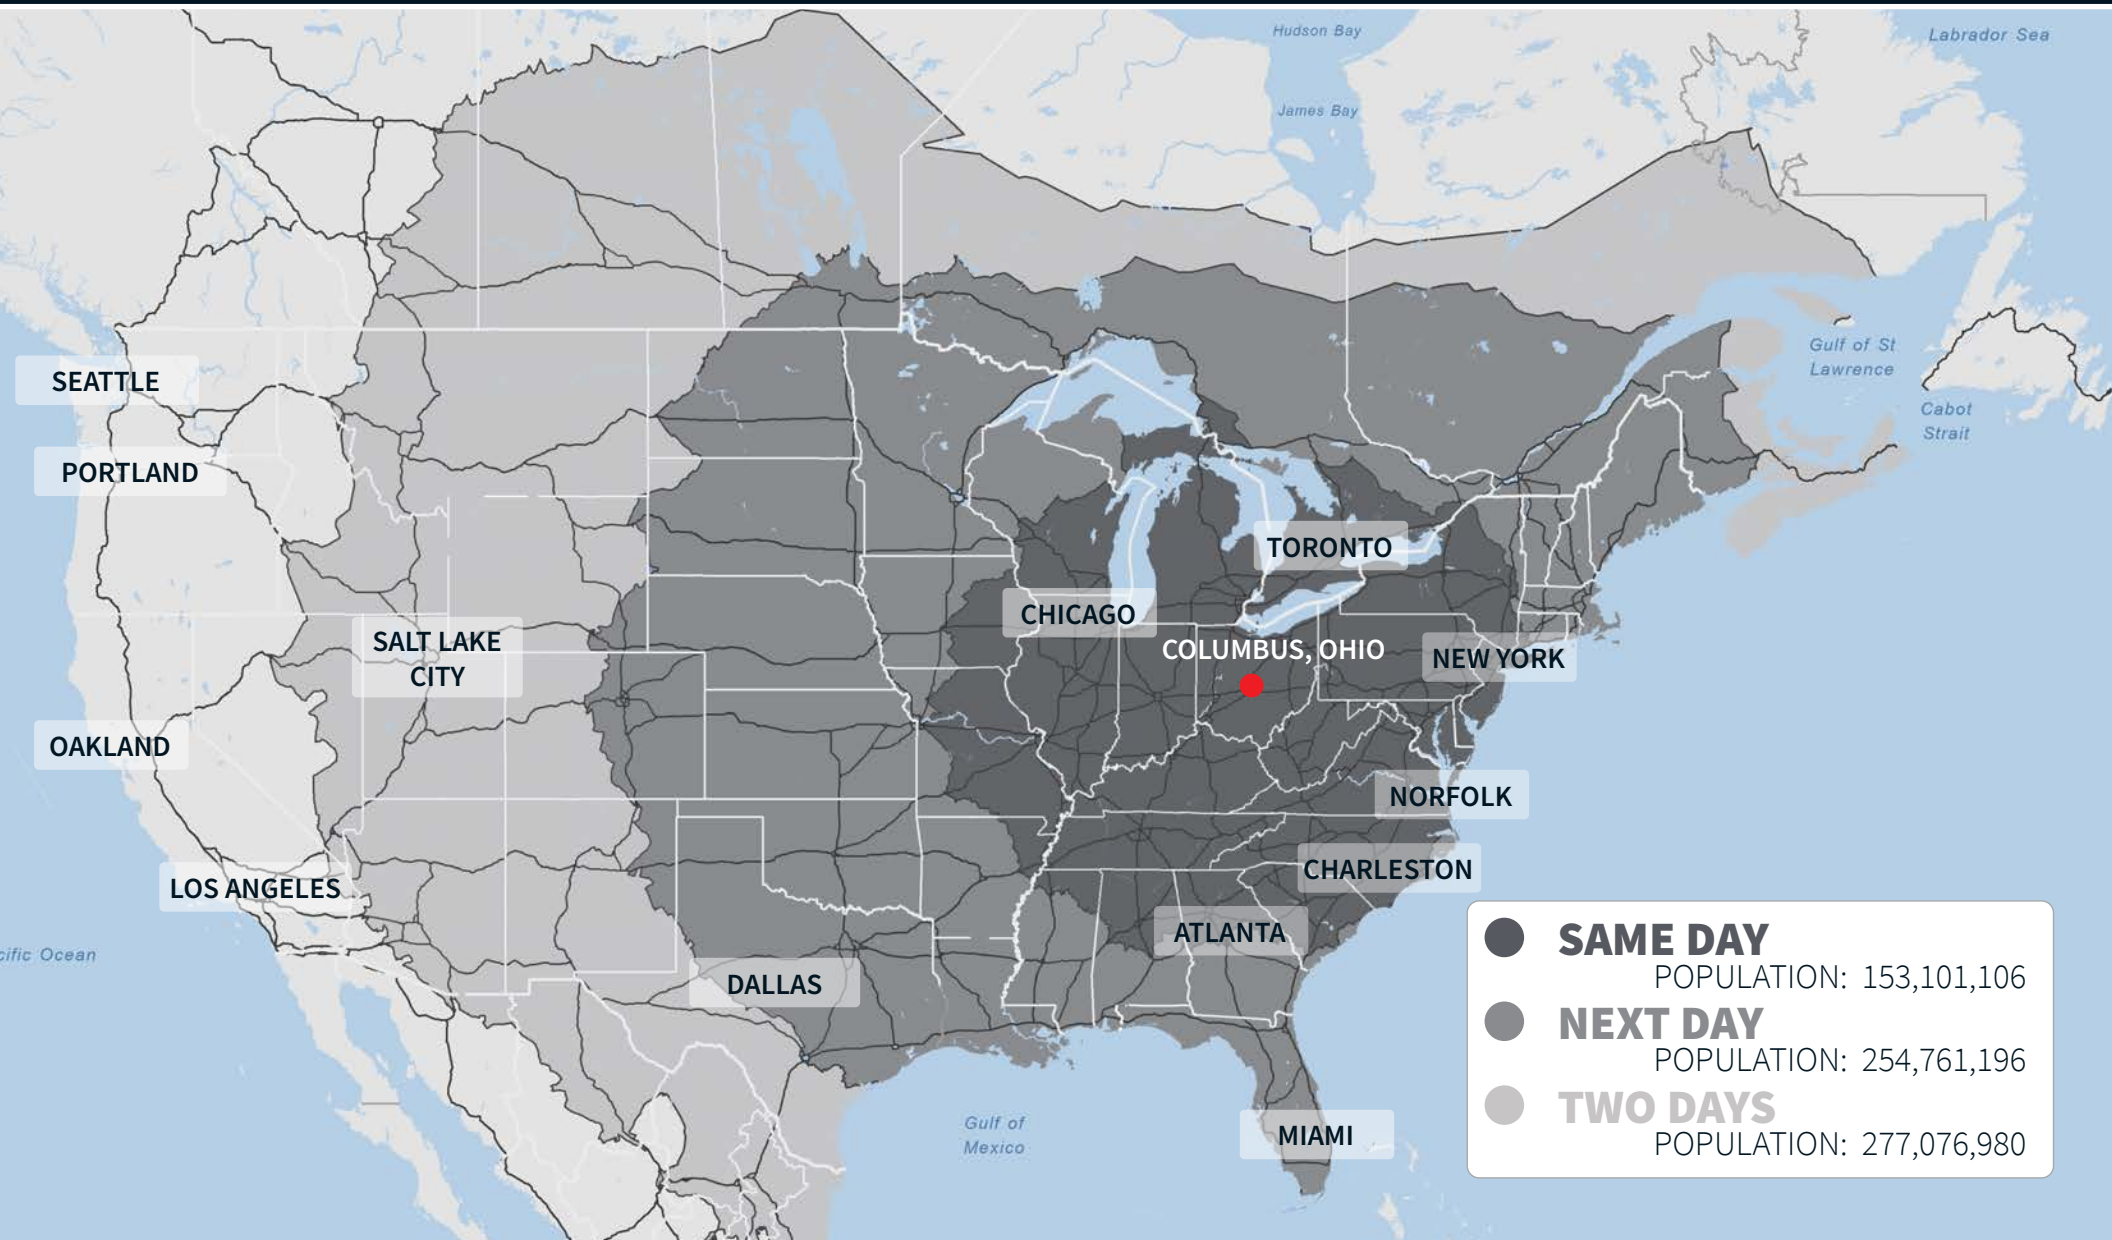 Hudson Bay
Labrador Sea
James Bay
Gulf of St
Lawrence
SEATTLE
Cabot
Strait
PORTLAND
TORONTO
CHICAGO
SALT LAKE
CITY
COLUMBUS, OHIO
NEW YORK
OAKLAND
NORFOLK
CHARLESTON
LOS ANGELES
ATLANTA
cific Ocean
DALLAS
SAME DAY
POPULATION: 153,101,106
NEXT DAY
POPULATION: 254,761,196
TWO DAYS
POPULATION: 277,076,980
Gulf of
Mexico
MIAMI